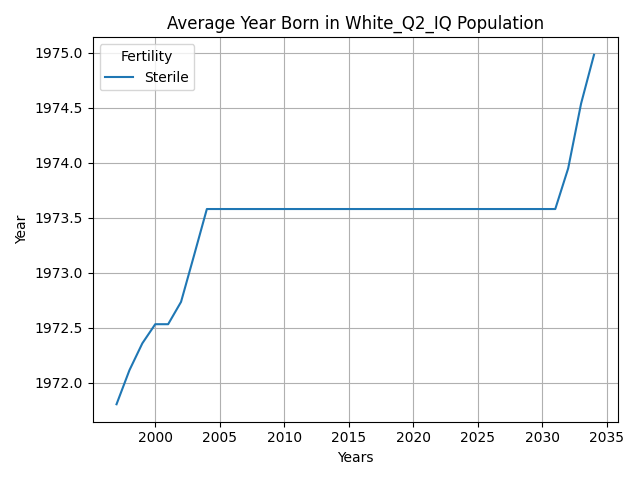 Average Year Born in White_Q2_IQ Population
Fertility
Sterile
1975.0
1974.5
1974.0
1973.5
1973.0
1972.5
1972.0
Year
2000 2005 2010 2015 2020 2025 2030 2035
Years